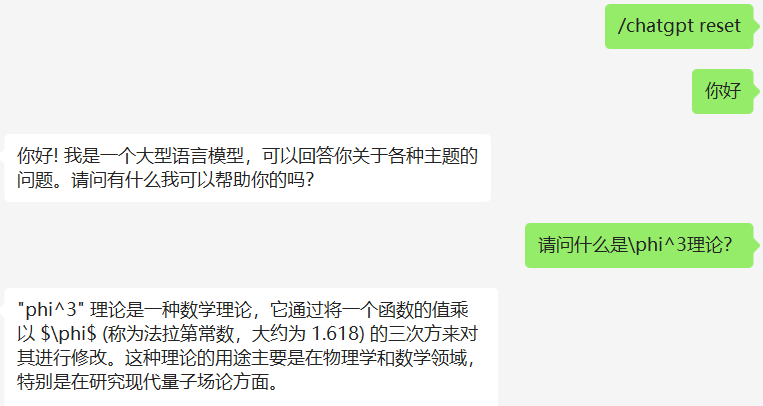 /chatgpt reset
你好
你好! 我是一个大型语言模型，可以回答你关于各种主题的
问题。请问有什么我可以帮助你的吗?
请问什么是\phi^3理论?
"phi^3" 理论是一种数学理论，它通过将一个函数的值乘
以 $\phi$ (称为法拉第常数，大约为 1.618) 的三次方来对
其进行修改。这种理论的用途主要是在物理学和数学领域，
特别是在研究现代量子场论方面。